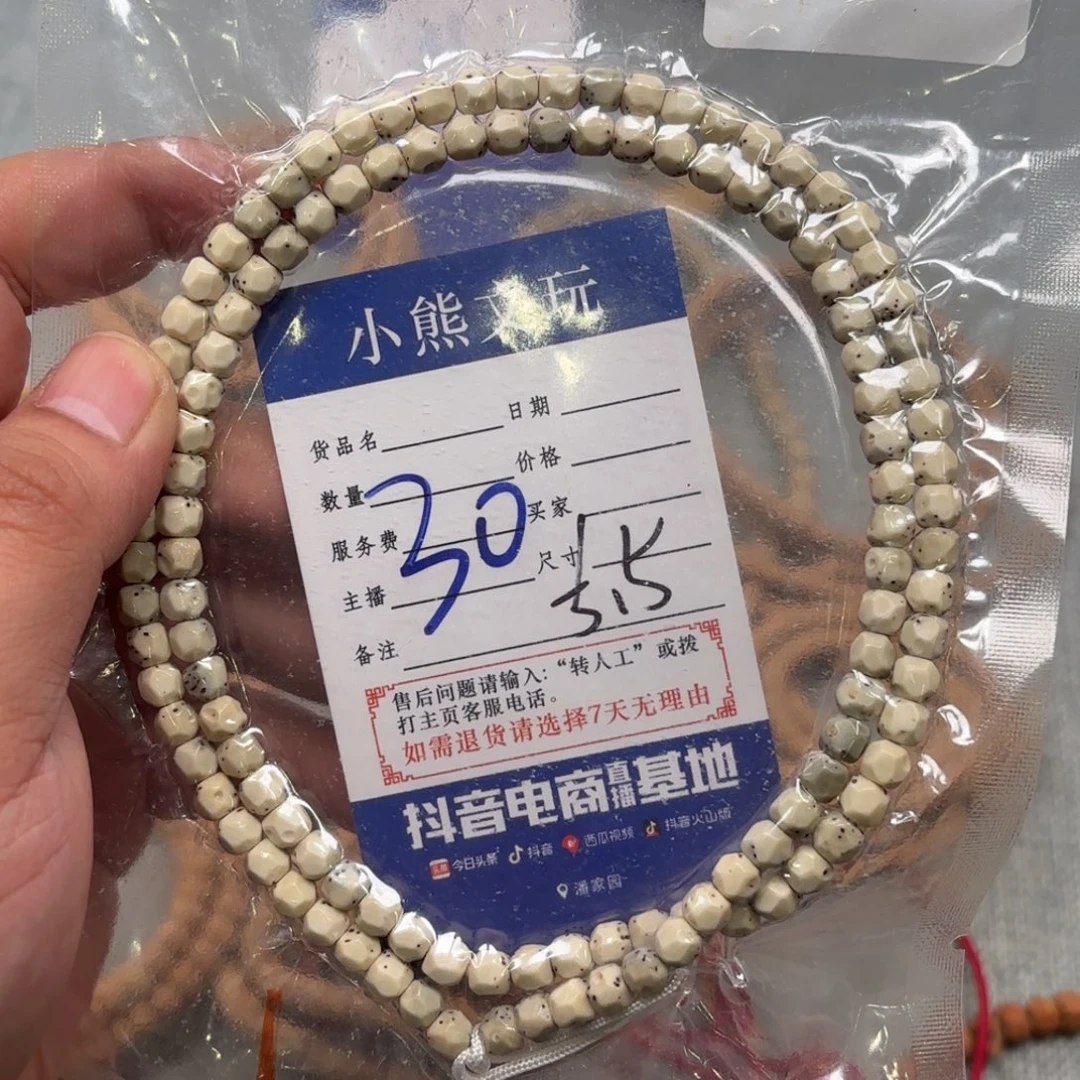 小熊文玩
货品名 日期
数量 价格
30
服务费 买家
主播 尺寸
备注
售后问题请输入：“转人工”或拨
打主页客服电话。
如需退货请选择7天无理由
抖音电商直播基地
头条 今日头条 抖音 西瓜视频 抖音火山版
潘家园